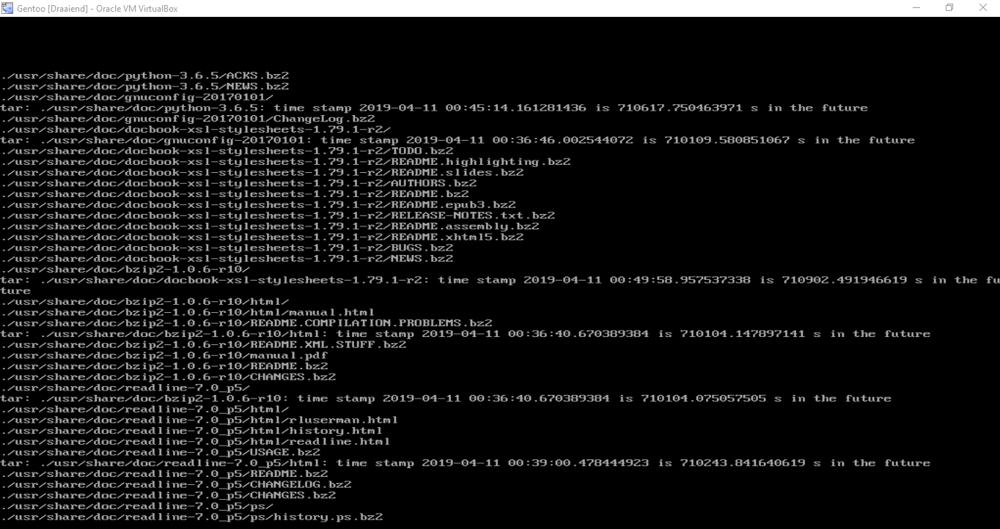 Gentoo [Draaiend] - Oracle VM VirtualBox
./usr/share/doc/python-3.6.5/ACKS.bz2
./usr/share/doc/python-3.6.5/NEWS.bz2
./usr/share/doc/gnuconfig-20170101/
tar: ./usr/share/doc/python-3.6.5: time stamp 2019-04-11 00:45:14.161281436 is 710617.750463971 s in the future
./usr/share/doc/gnuconfig-20170101/ChangeLog.bz2
./usr/share/doc/docbook-xsl-stylesheets-1.79.1-r2/
tar: ./usr/share/doc/gnuconfig-20170101: time stamp 2019-04-11 00:36:46.002544072 is 710109.580851067 s in the future
./usr/share/doc/docbook-xsl-stylesheets-1.79.1-r2/TODO.bz2
./usr/share/doc/docbook-xsl-stylesheets-1.79.1-r2/README.highlighting.bz2
./usr/share/doc/docbook-xsl-stylesheets-1.79.1-r2/README.slides.bz2
./usr/share/doc/docbook-xsl-stylesheets-1.79.1-r2/AUTHORS.bz2
./usr/share/doc/docbook-xsl-stylesheets-1.79.1-r2/README.bz2
./usr/share/doc/docbook-xsl-stylesheets-1.79.1-r2/README.epub3.bz2
./usr/share/doc/docbook-xsl-stylesheets-1.79.1-r2/RELEASE-NOTES.txt.bz2
./usr/share/doc/docbook-xsl-stylesheets-1.79.1-r2/README.assembly.bz2
./usr/share/doc/docbook-xsl-stylesheets-1.79.1-r2/README.xhtml5.bz2
./usr/share/doc/docbook-xsl-stylesheets-1.79.1-r2/BUGS.bz2
./usr/share/doc/docbook-xsl-stylesheets-1.79.1-r2/NEWS.bz2
./usr/share/doc/bzip2-1.0.6-r10/
tar: ./usr/share/doc/docbook-xsl-stylesheets-1.79.1-r2: time stamp 2019-04-11 00:49:58.957537338 is 710902.491946619 s in the fu
ture
./usr/share/doc/bzip2-1.0.6-r10/html/
./usr/share/doc/bzip2-1.0.6-r10/html/manual.html
./usr/share/doc/bzip2-1.0.6-r10/README.COMPILATION.PROBLEMS.bz2
tar: ./usr/share/doc/bzip2-1.0.6-r10/html: time stamp 2019-04-11 00:36:40.670389384 is 710104.147897141 s in the future
./usr/share/doc/bzip2-1.0.6-r10/README.XML.STUFF.bz2
./usr/share/doc/bzip2-1.0.6-r10/manual.pdf
./usr/share/doc/bzip2-1.0.6-r10/README.bz2
./usr/share/doc/bzip2-1.0.6-r10/CHANGES.bz2
./usr/share/doc/readline-7.0_p5/
tar: ./usr/share/doc/bzip2-1.0.6-r10: time stamp 2019-04-11 00:36:40.670389384 is 710104.075057505 s in the future
./usr/share/doc/readline-7.0_p5/html/
./usr/share/doc/readline-7.0_p5/html/rluserman.html
./usr/share/doc/readline-7.0_p5/html/history.html
./usr/share/doc/readline-7.0_p5/html/readline.html
./usr/share/doc/readline-7.0_p5/USAGE.bz2
tar: ./usr/share/doc/readline-7.0_p5/html: time stamp 2019-04-11 00:39:00.478444923 is 710243.841640619 s in the future
./usr/share/doc/readline-7.0_p5/README.bz2
./usr/share/doc/readline-7.0_p5/CHANGELOG.bz2
./usr/share/doc/readline-7.0_p5/CHANGES.bz2
./usr/share/doc/readline-7.0_p5/ps/
./usr/share/doc/readline-7.0_p5/ps/history.ps.bz2